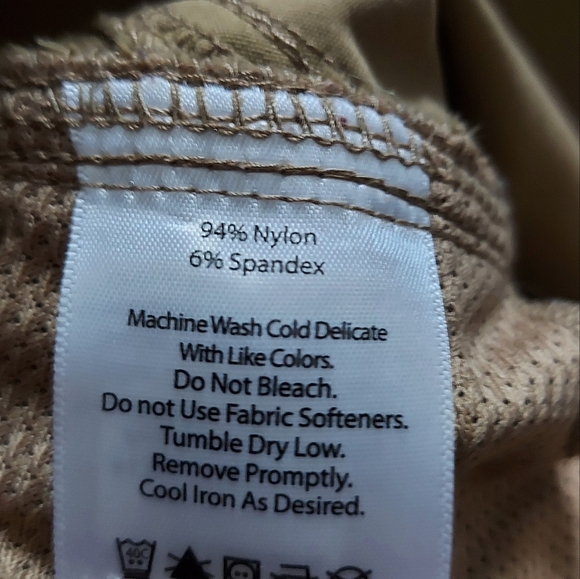 94% Nylon
6% Spandex
Machine Wash Cold Delicate
With Like Colors.
Do Not Bleach.
Do not Use Fabric Softeners.
Tumble Dry Low.
Remove Promptly.
Cool Iron As Desired.
40C